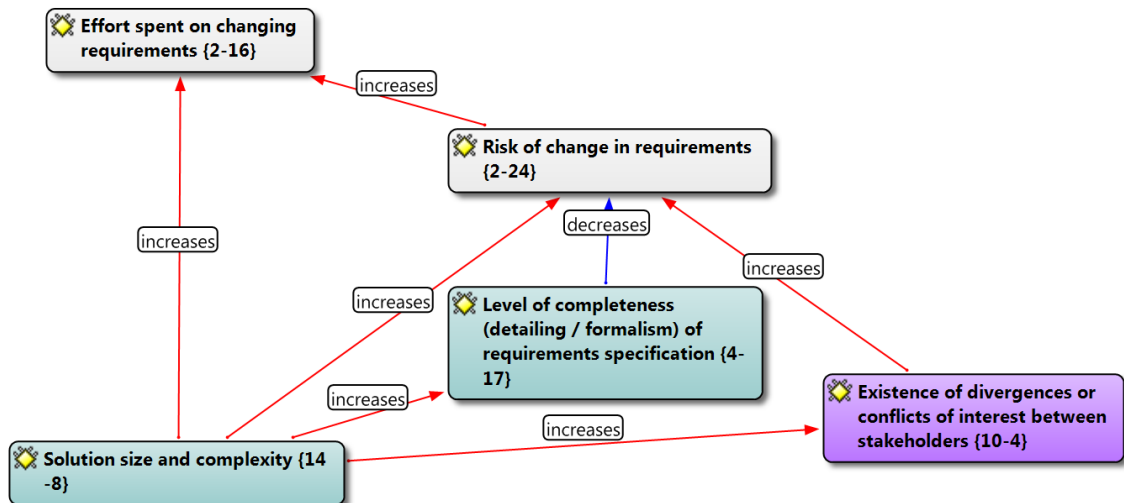 Effort spent on changing
requirements {2-16}
increases
Risk of change in requirements
{2-24}
increases
decreases
increases
increases
Level of completeness
(detailing / formalism) of
requirements specification {4-
17}
increases
Existence of divergences or
conflicts of interest between
stakeholders {10-4}
increases
Solution size and complexity {14
-8}